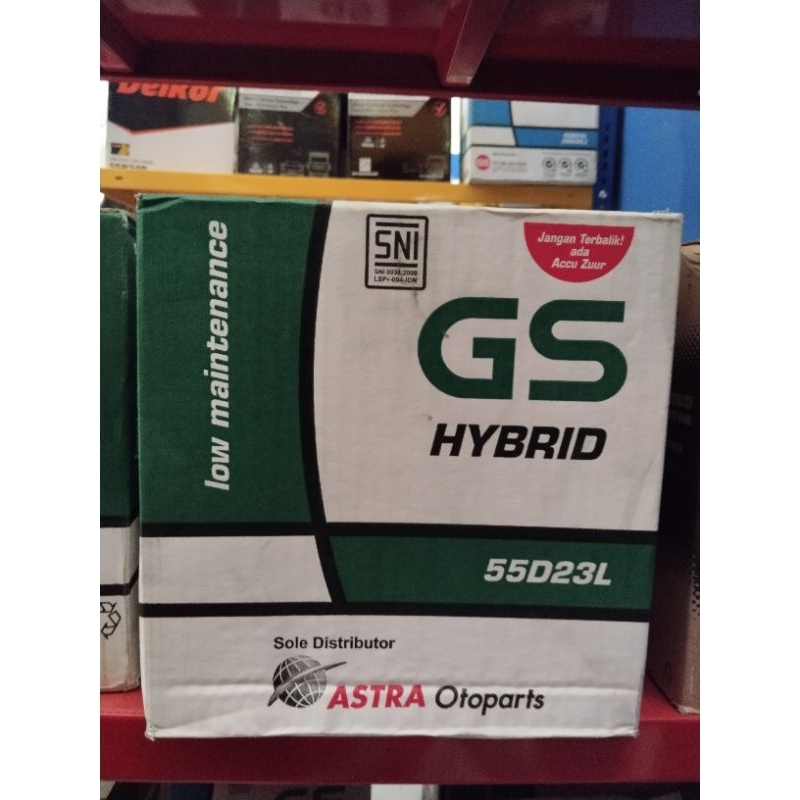 Delkor
low maintenance
SNI
SNI 0038:2009
LSPr-004-IDN
Jangan Terbalik!
ada
Accu Zuur
GS
HYBRID
55D23L
Sole Distributor
ASTRA Otoparts